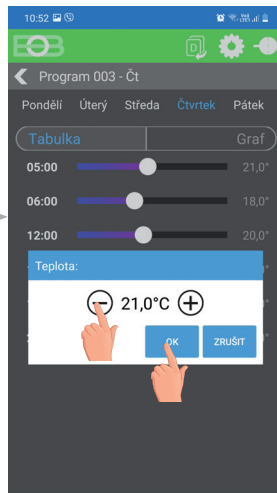 10:52
EOB
Program 003 - Čt
Pondělí Úterý Středa Čtvrtek Pátek
Tabulka Graf
05:00 21,0°
06:00 18,0°
12:00 20,0°
Teplota:
21,0°C
OK ZRUŠIT